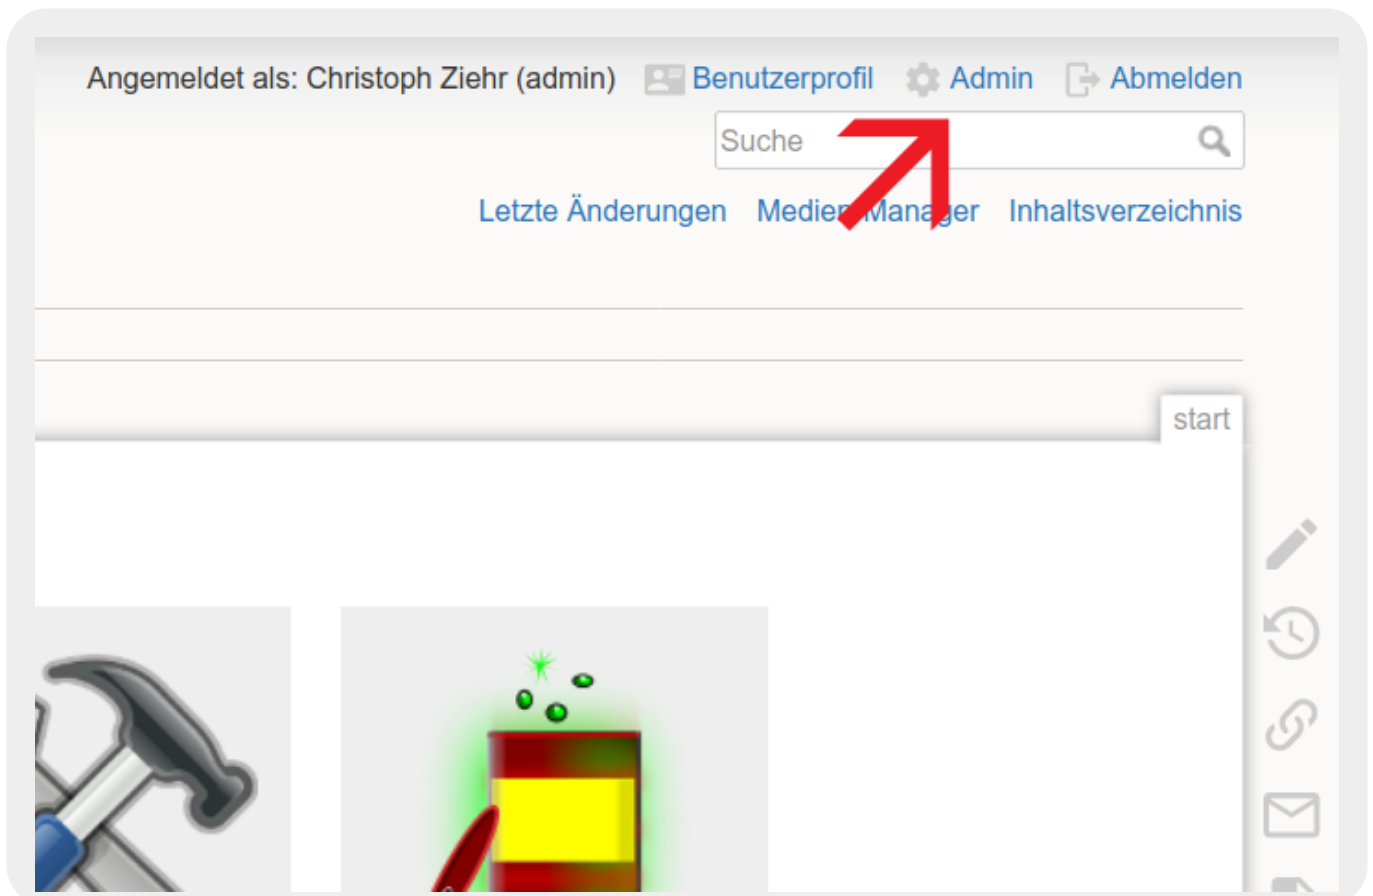 Angemeldet als: Christoph Ziehr (admin) Benutzerprofil Admin Abmelden
Suche
Letzte Änderungen Medien-Manager Inhaltsverzeichnis
start